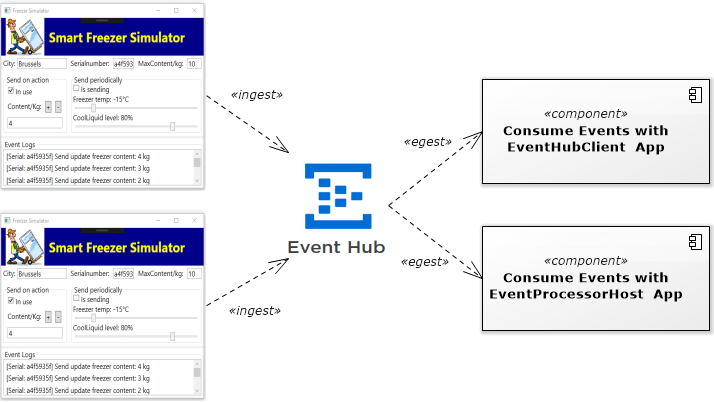 Freezer Simulator
Smart Freezer Simulator
City: Brussels Serialnumber: a4f593 MaxContent/kg: 10
Send on action Send periodically
In use Is sending
Freezer temp: -15°C
Content/Kg: + -
CoolLiquid level: 80%
4
Event Logs
[Serial: a4f5935f] Send update freezer content: 4 kg
[Serial: a4f5935f] Send update freezer content: 3 kg
[Serial: a4f5935f] Send update freezer content: 2 kg
«ingest»
Freezer Simulator
Smart Freezer Simulator
City: Brussels Serialnumber: a4f593 MaxContent/kg: 10
Send on action Send periodically
In use Is sending
Freezer temp: -15°C
Content/Kg: + -
CoolLiquid level: 80%
4
Event Logs
[Serial: a4f5935f] Send update freezer content: 4 kg
[Serial: a4f5935f] Send update freezer content: 3 kg
[Serial: a4f5935f] Send update freezer content: 2 kg
«ingest»
Event Hub
«egest»
«component»
Consume Events with
EventHubClient App
«egest»
«component»
Consume Events with
EventProcessorHost App